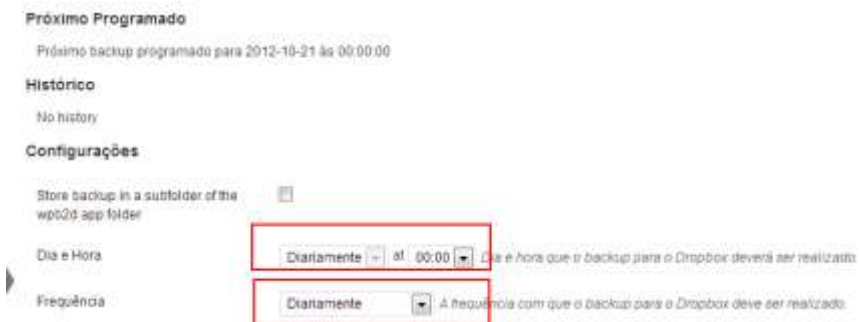 Próximo Programado
Próximo backup programado para 2012-10-21 às 00:00:00
Histórico
No history
Configurações
Store backup in a subfolder of the
wpb2d app folder
Dia e Hora Diariamente at 00:00 Dia e hora que o backup para o Dropbox deverá ser realizado.
Frequência Diariamente A frequência com que o backup para o Dropbox deve ser realizado.